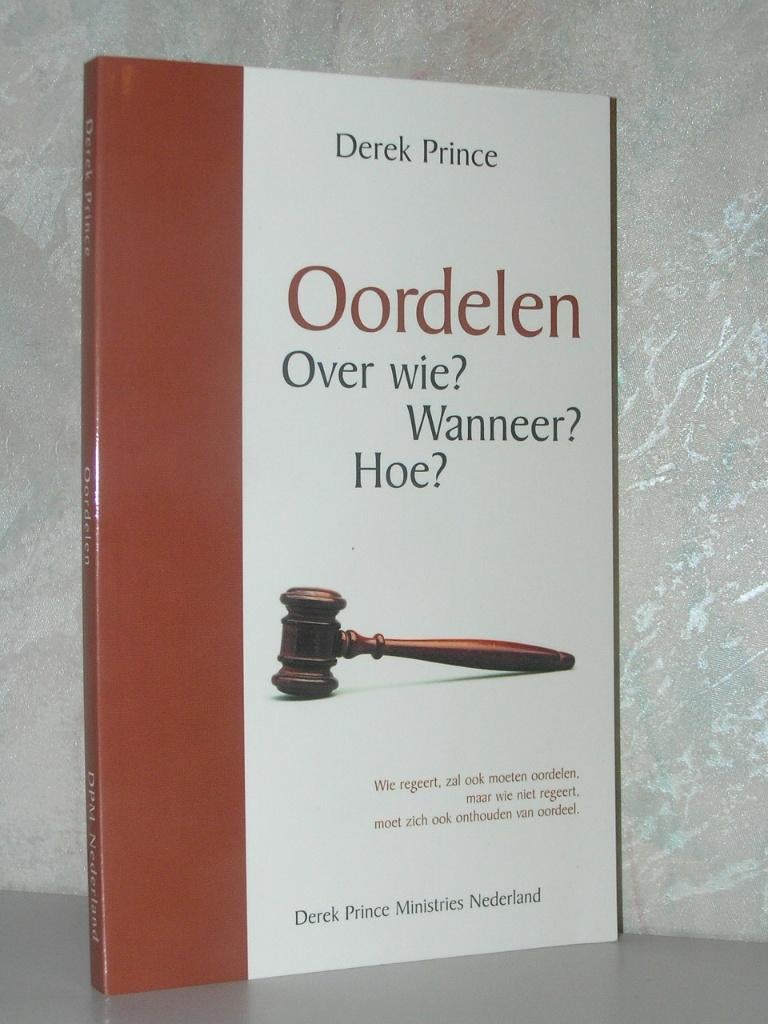 Derek Prince
Oordelen
DPM Nederland
Derek Prince
Oordelen
Over wie?
Wanneer?
Hoe?
Wie regeert, zal ook moeten oordelen,
maar wie niet regeert,
moet zich ook onthouden van oordeel.
Derek Prince Ministries Nederland